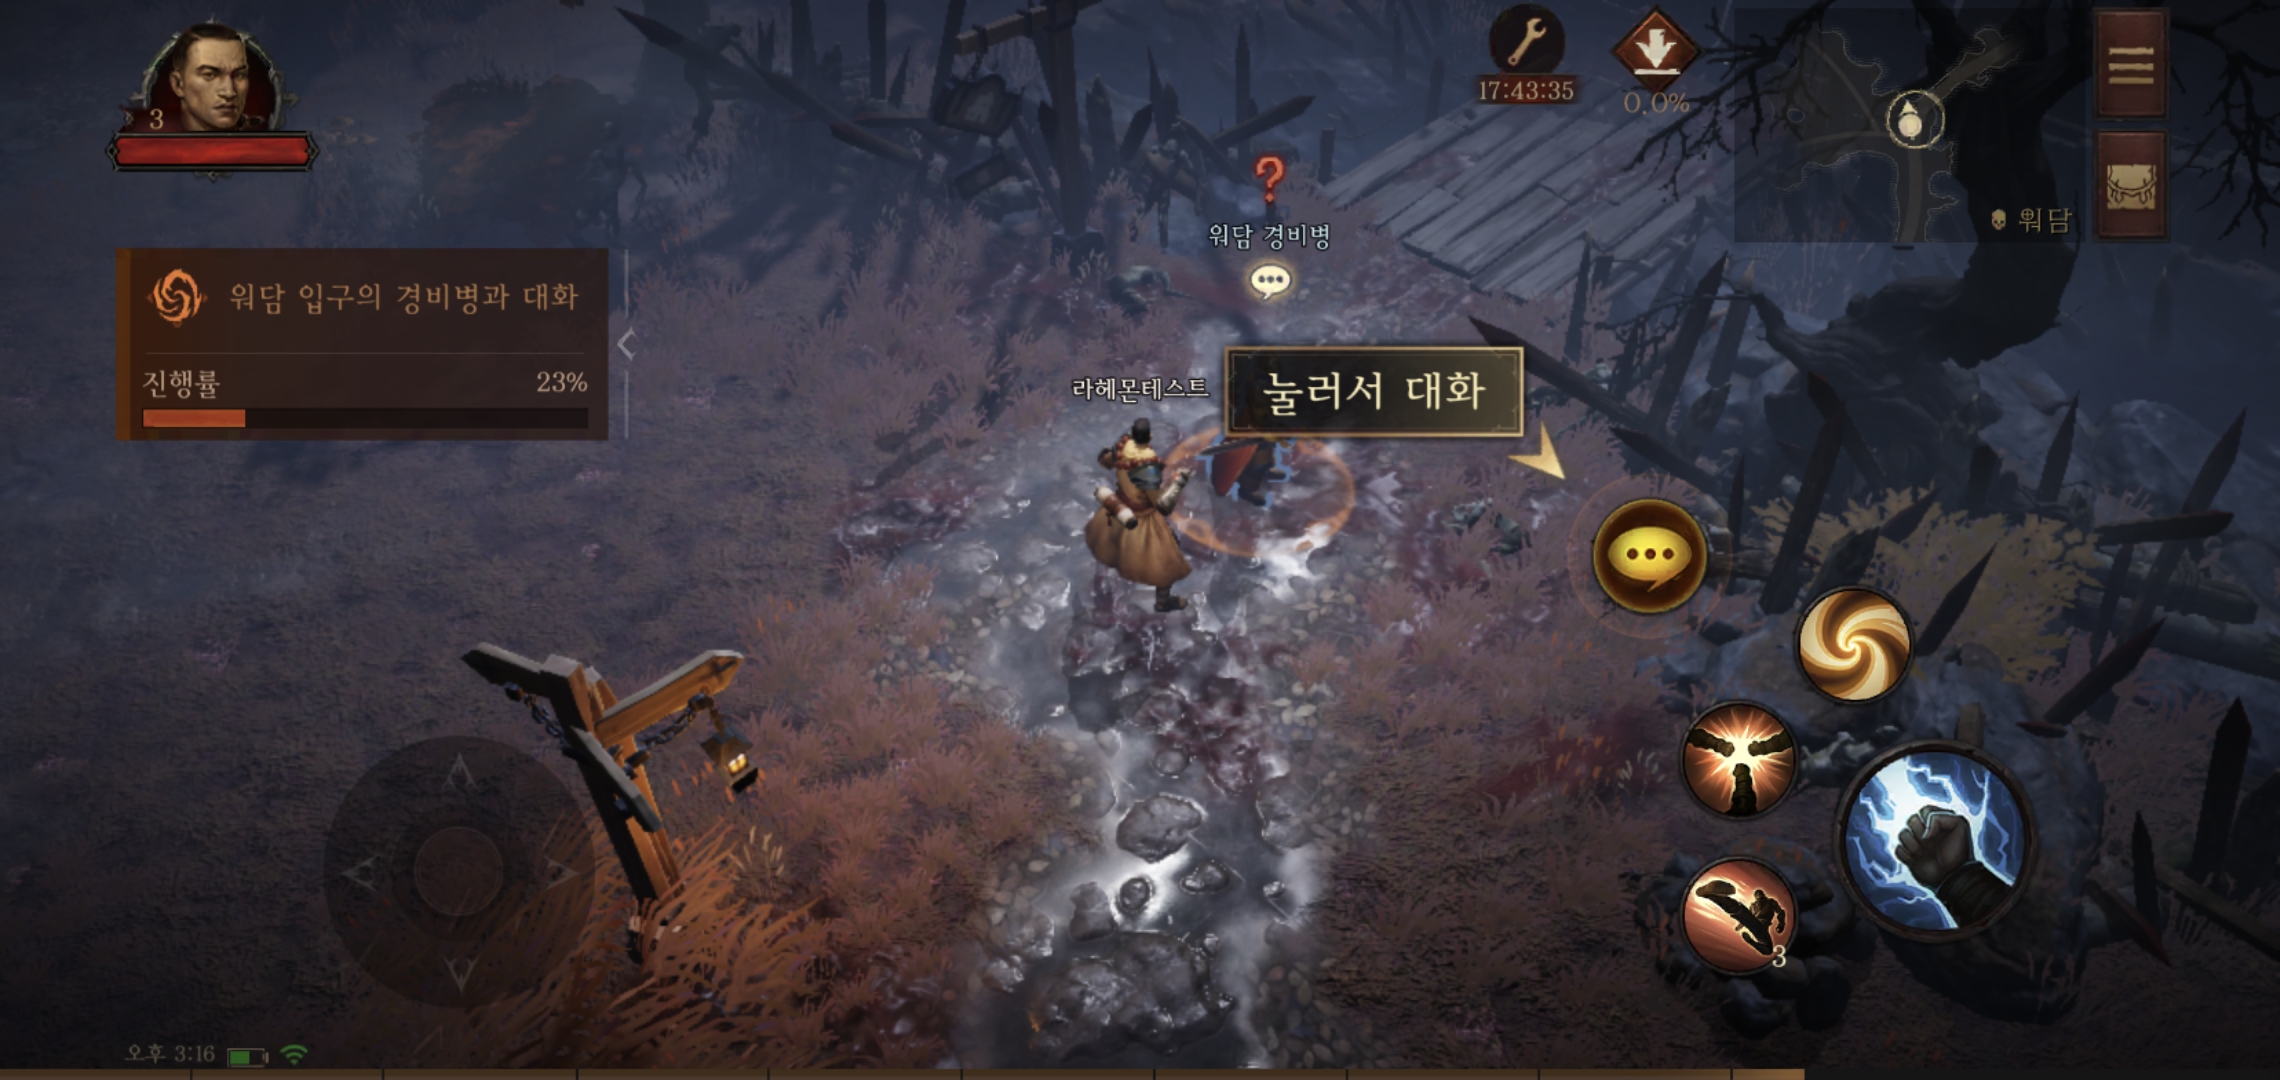 3
17:43:35
0.0%
워담
워담 경비병
워담 입구의 경비병과 대화
진행률 23%
라헤몬테스트
눌러서 대화
3
오후 3:16